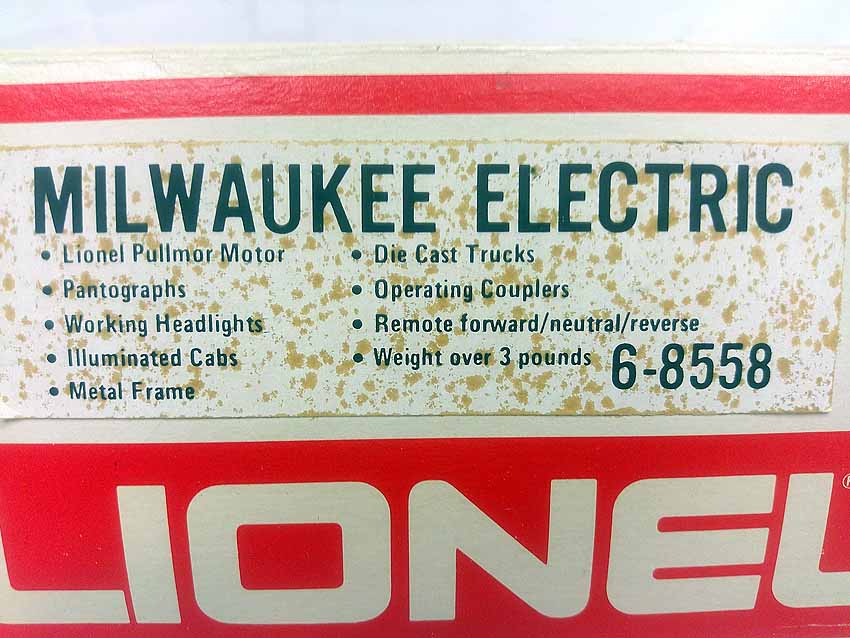 MILWAUKEE ELECTRIC
• Lionel Pullmor Motor
• Pantographs
• Working Headlights
• Illuminated Cabs
• Metal Frame
• Die Cast Trucks
• Operating Couplers
• Remote forward/neutral/reverse
• Weight over 3 pounds
6-8558
LIONEL®